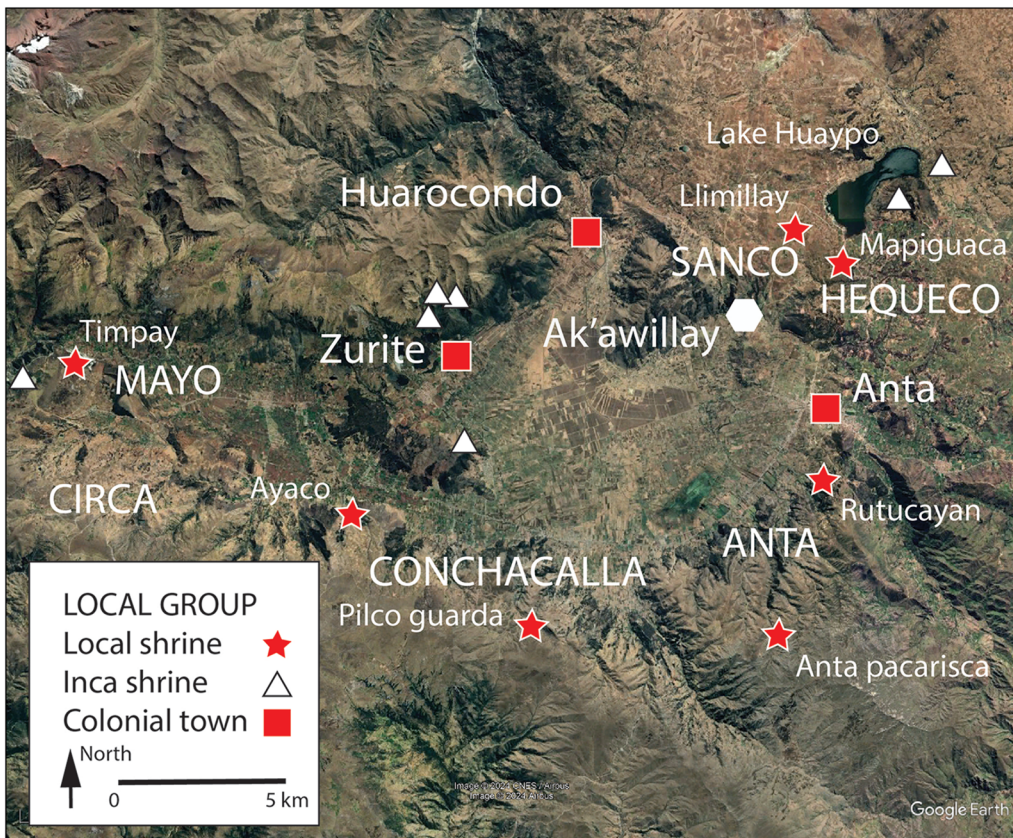 Lake Huaypo
Huarocondo
Llimillay
SANCO
Mapiguaca
HEQUECO
Ak’awillay
Timpay
MAYO
Zurite
Anta
CIRCA
Ayaco
Rutucayan
ANTA
CONCHACALLA
Pilco guarda
Anta pacarisca
LOCAL GROUP
Local shrine
Inca shrine
Colonial town
North
0 5 km
Google Earth